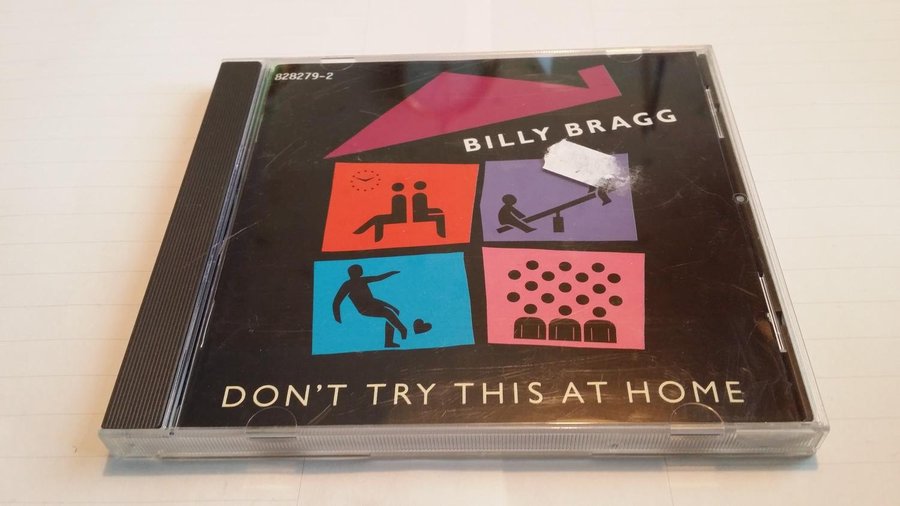 828279-2
BILLY BRAGG
DON'T TRY THIS AT HOME